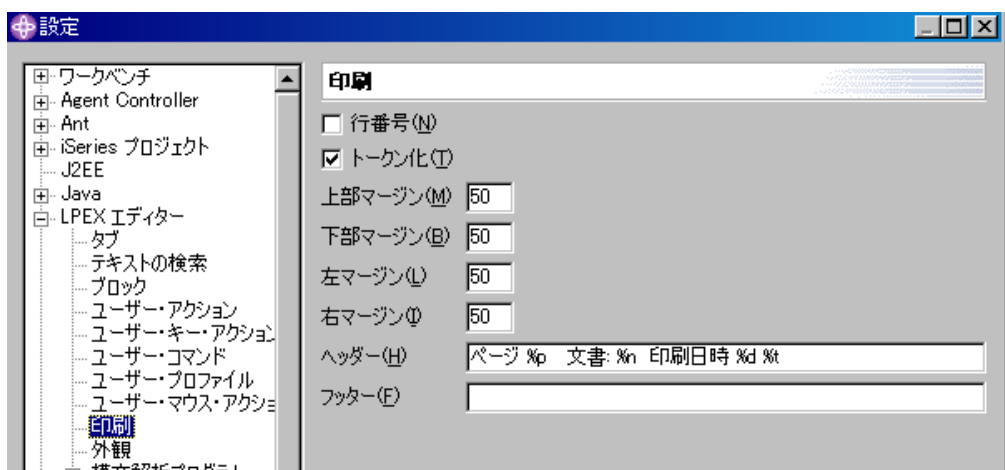 設定
ワークベンチ
Agent Controller
Ant
iSeries プロジェクト
J2EE
Java
LPEX エディター
タブ
テキストの検索
ブロック
ユーザー・アクション
ユーザー・キー・アクション
ユーザー・コマンド
ユーザー・プロファイル
ユーザー・マウス・アクショ
印刷
外観
印刷
行番号(N)
トークン化(T)
上部マージン(M) 50
下部マージン(B) 50
左マージン(L) 50
右マージン(I) 50
ヘッダー(H) ページ %p 文書: %n 印刷日時 %d %t
フッター(F)